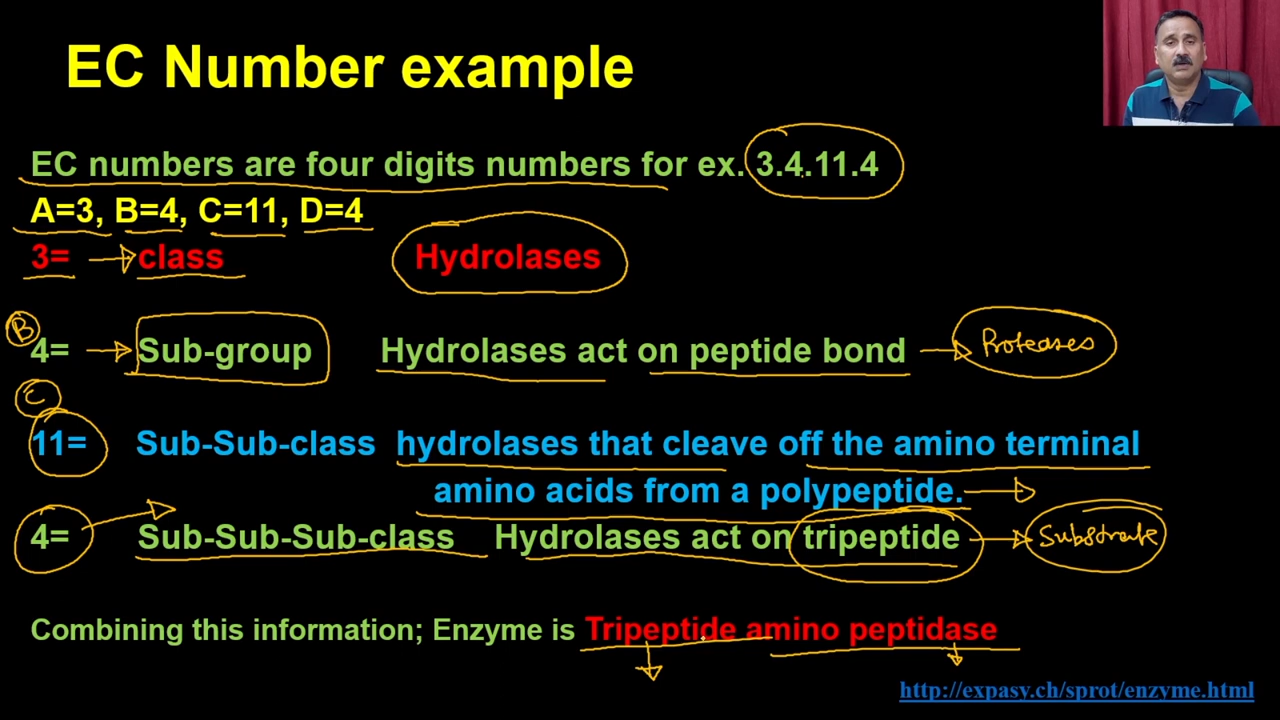 EC Number example
EC numbers are four digits numbers for ex. 3.4.11.4
A=3, B=4, C=11, D=4
3= class Hydrolases
B
4= Sub-group Hydrolases act on peptide bond Proteases
C
11= Sub-Sub-class hydrolases that cleave off the amino terminal
amino acids from a polypeptide.
4= Sub-Sub-Sub-class Hydrolases act on tripeptide Substrate
Combining this information; Enzyme is Tripeptide amino peptidase
http://expasy.ch/sprot/enzyme.html